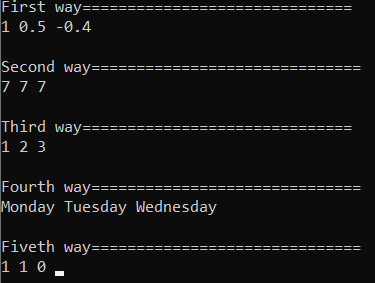 First way==============================
1 0.5 -0.4
Second way==============================
7 7 7
Third way==============================
1 2 3
Fourth way==============================
Monday Tuesday Wednesday
Fiveth way==============================
1 1 0